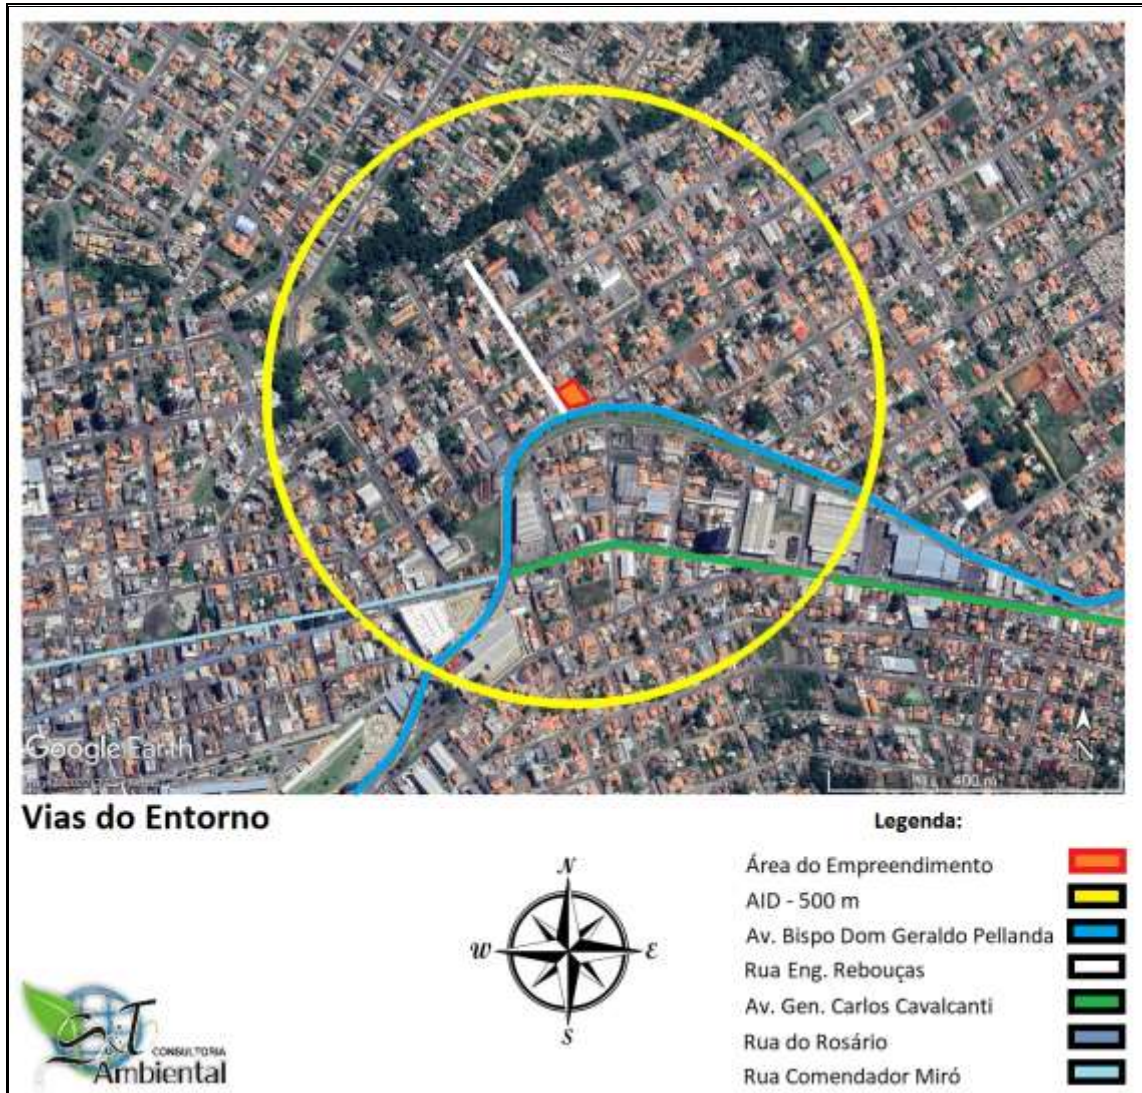 Google Earth
N
400 m
Vias do Entorno
Legenda:
Área do Empreendimento
AID - 500 m
Av. Bispo Dom Geraldo Pellanda
Rua Eng. Rebouças
Av. Gen. Carlos Cavalcanti
Rua do Rosário
Rua Comendador Miró
N
W
E
S
S&T
CONSULTORIA
Ambiental